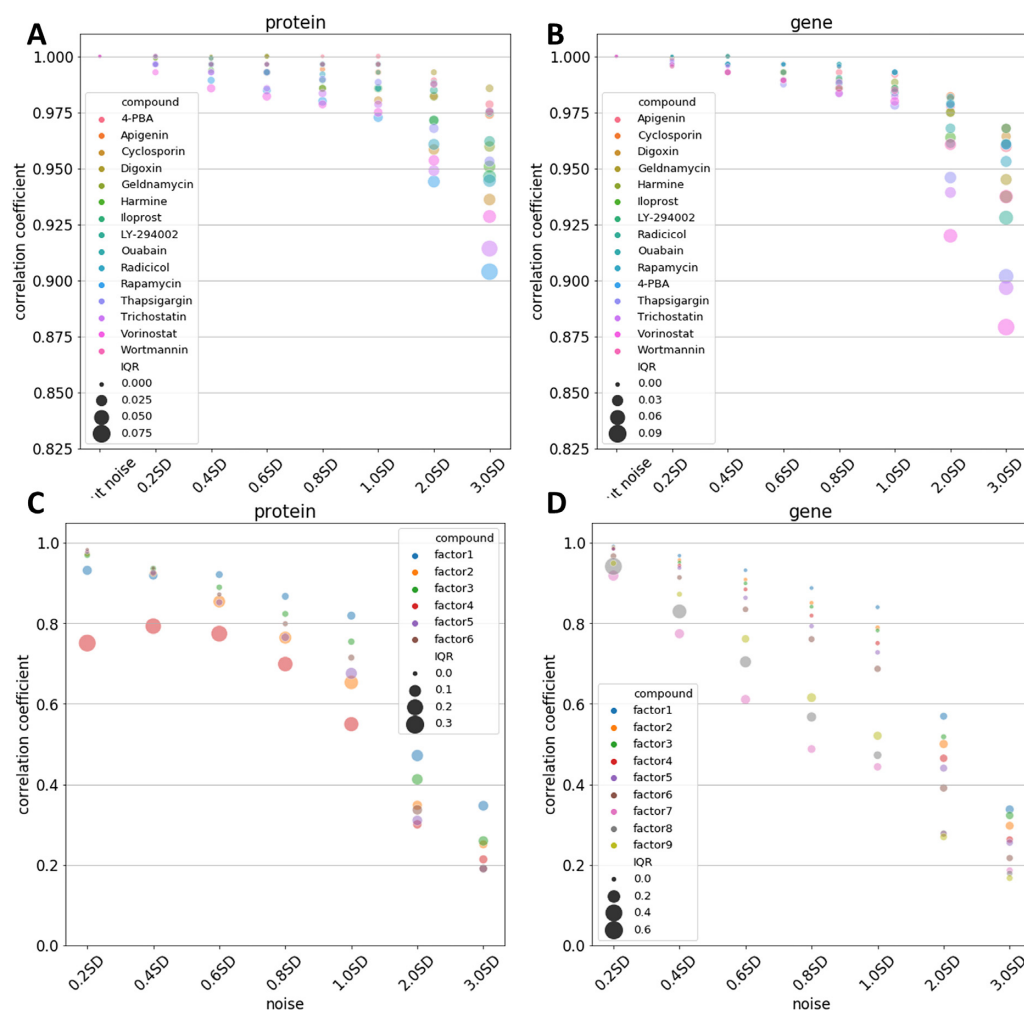 A
protein
correlation coefficient
1.000
0.975
0.950
0.925
0.900
0.875
0.850
0.825
compound
4-PBA
Apigenin
Cyclosporin
Digoxin
Geldnamycin
Harmine
Iloprost
LY-294002
Ouabain
Radicicol
Rapamycin
Thapsigargin
Trichostatin
Vorinostat
Wortmannin
IQR
0.000
0.025
0.050
0.075
noise
0.2SD
0.4SD
0.6SD
0.8SD
1.0SD
2.0SD
3.0SD
B
gene
correlation coefficient
1.000
0.975
0.950
0.925
0.900
0.875
0.850
0.825
compound
Apigenin
Cyclosporin
Digoxin
Geldnamycin
Harmine
Iloprost
LY-294002
Radicicol
Ouabain
Rapamycin
4-PBA
Thapsigargin
Trichostatin
Vorinostat
Wortmannin
IQR
0.00
0.03
0.06
0.09
noise
0.2SD
0.4SD
0.6SD
0.8SD
1.0SD
2.0SD
3.0SD
C
protein
correlation coefficient
1.0
0.8
0.6
0.4
0.2
0.0
compound
factor1
factor2
factor3
factor4
factor5
factor6
IQR
0.0
0.1
0.2
0.3
0.2SD
0.4SD
0.6SD
0.8SD
1.0SD
2.0SD
3.0SD
noise
D
gene
correlation coefficient
1.0
0.8
0.6
0.4
0.2
0.0
compound
factor1
factor2
factor3
factor4
factor5
factor6
factor7
factor8
factor9
IQR
0.0
0.2
0.4
0.6
0.2SD
0.4SD
0.6SD
0.8SD
1.0SD
2.0SD
3.0SD
noise